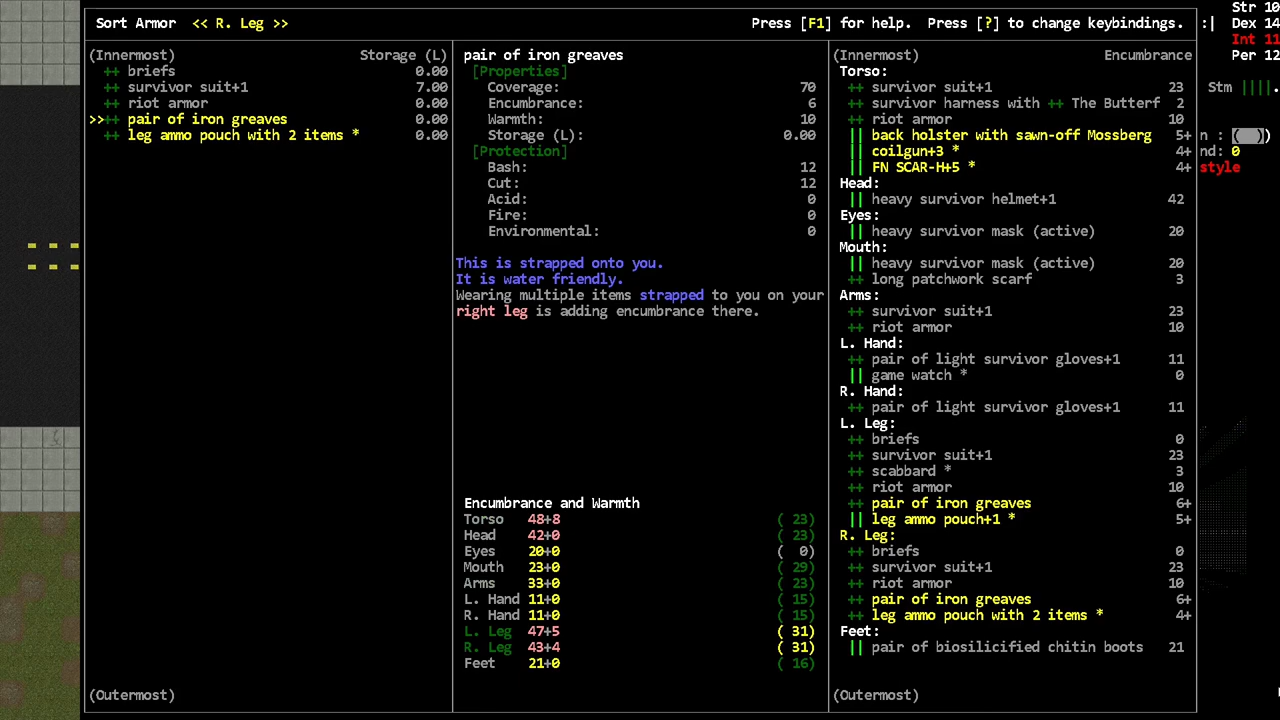 Sort Armor  << R. Leg >>  Press [F1] for help.  Press [?] to change keybindings.
(Innermost)  Storage (L)
++ briefs  0.00
++ survivor suit+1  7.00
++ riot armor  0.00
>>++ pair of iron greaves  0.00
++ leg ammo pouch with 2 items *  0.00
(Outermost)
pair of iron greaves
[Properties]
Coverage:  70
Encumbrance:  6
Warmth:  10
Storage (L):  0.00
[Protection]
Bash:  12
Cut:  12
Acid:  0
Fire:  0
Environmental:  0
This is strapped onto you.
It is water friendly.
Wearing multiple items strapped to you on your
right leg is adding encumbrance there.
Encumbrance and Warmth
Torso  48+8  ( 23)
Head  42+0  ( 23)
Eyes  20+0  (  0)
Mouth  23+0  ( 29)
Arms  33+0  ( 23)
L. Hand 11+0  ( 15)
R. Hand 11+0  ( 15)
L. Leg  47+5  ( 31)
R. Leg  43+4  ( 31)
Feet  21+0  ( 16)
(Innermost)  Encumbrance
Torso:
++ survivor suit+1  23
++ survivor harness with ++ The Butterf  2
++ riot armor  10
|| back holster with sawn-off Mossberg  5+
|| coilgun+3 *  4+
|| FN SCAR-H+5 *  4+
Head:
|| heavy survivor helmet+1  42
Eyes:
|| heavy survivor mask (active)  20
Mouth:
|| heavy survivor mask (active)  20
++ long patchwork scarf  3
Arms:
++ survivor suit+1  23
++ riot armor  10
L. Hand:
++ pair of light survivor gloves+1  11
|| game watch *  0
R. Hand:
++ pair of light survivor gloves+1  11
L. Leg:
++ briefs  0
++ survivor suit+1  23
++ scabbard *  3
++ riot armor  10
++ pair of iron greaves  6+
|| leg ammo pouch+1 *  5+
R. Leg:
++ briefs  0
++ survivor suit+1  23
++ riot armor  10
++ pair of iron greaves  6+
++ leg ammo pouch with 2 items *  4+
Feet:
|| pair of biosilicified chitin boots  21
(Outermost)
Str 10
:|  Dex 14
Int 11
Per 12
Stm ||||.
n : (__))
nd: 0
style